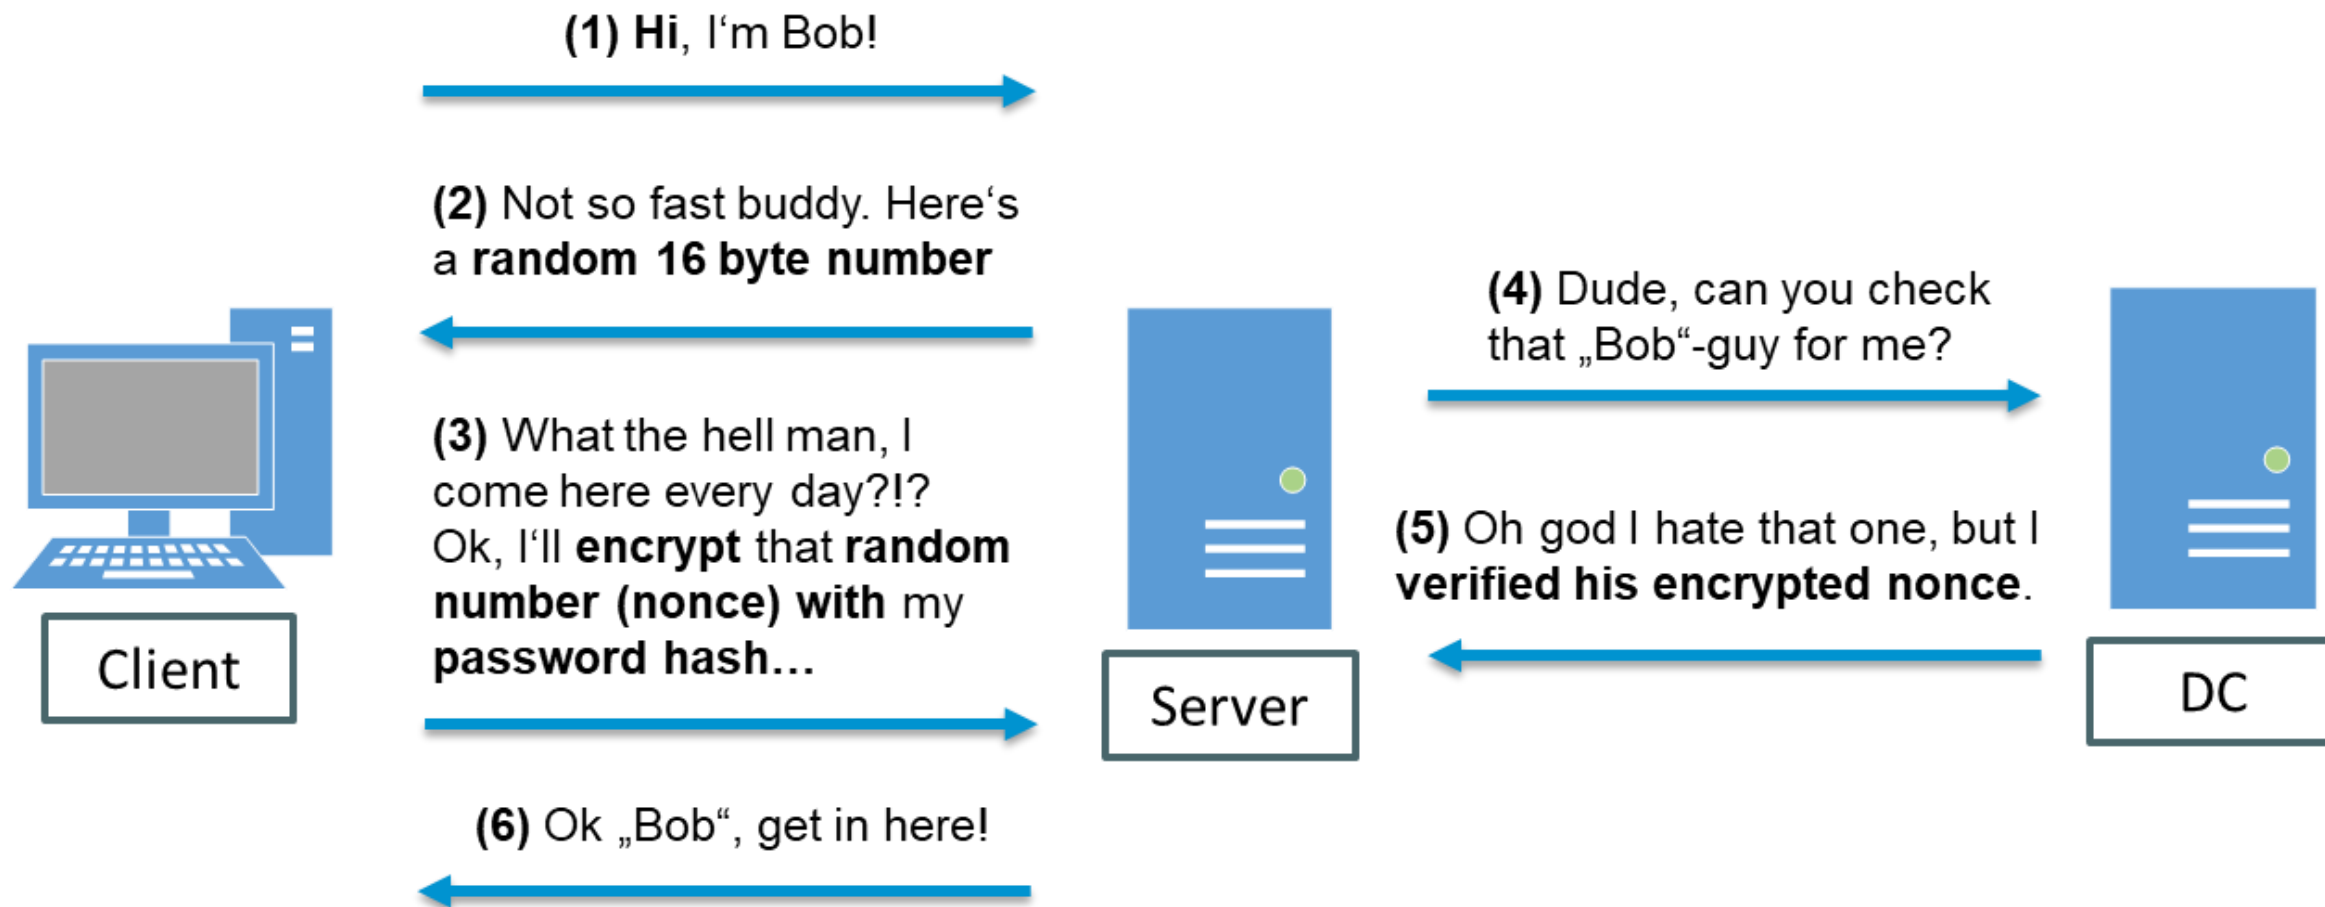 (1) Hi, I‘m Bob!
(2) Not so fast buddy. Here‘s
a random 16 byte number
(3) What the hell man, I
come here every day?!?
Ok, I‘ll encrypt that random
number (nonce) with my
password hash...
(4) Dude, can you check
that „Bob“-guy for me?
(5) Oh god I hate that one, but I
verified his encrypted nonce.
(6) Ok „Bob“, get in here!
Client
Server
DC